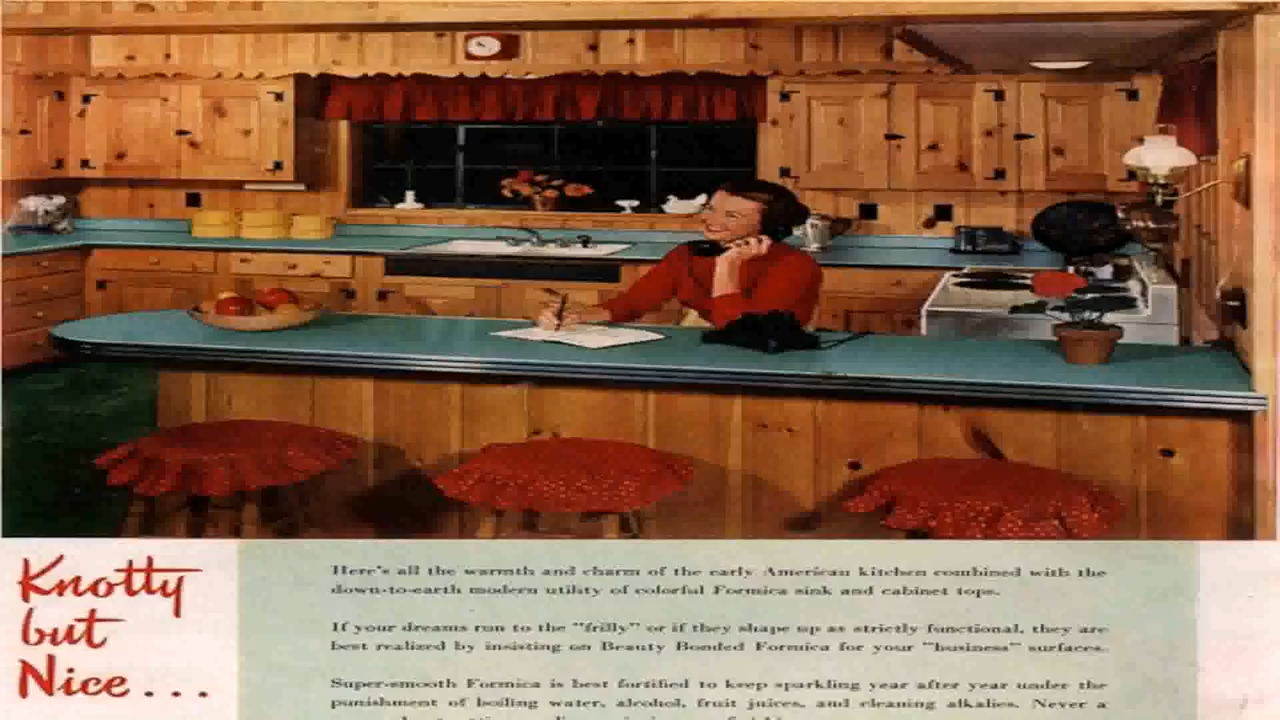 Knotty
but
Nice...
Here's all the warmth and charm of the early American kitchen combined with the
down-to-earth modern utility of colorful Formica sink and cabinet tops.
If your dreams run to the "frilly" or if they shape up as strictly functional, they are
best realized by insisting on Beauty Bonded Formica for your "business" surfaces.
Super-smooth Formica is best fortified to keep sparkling year after year under the
punishment of boiling water, alcohol, fruit juices, and cleaning alkalies. Never a